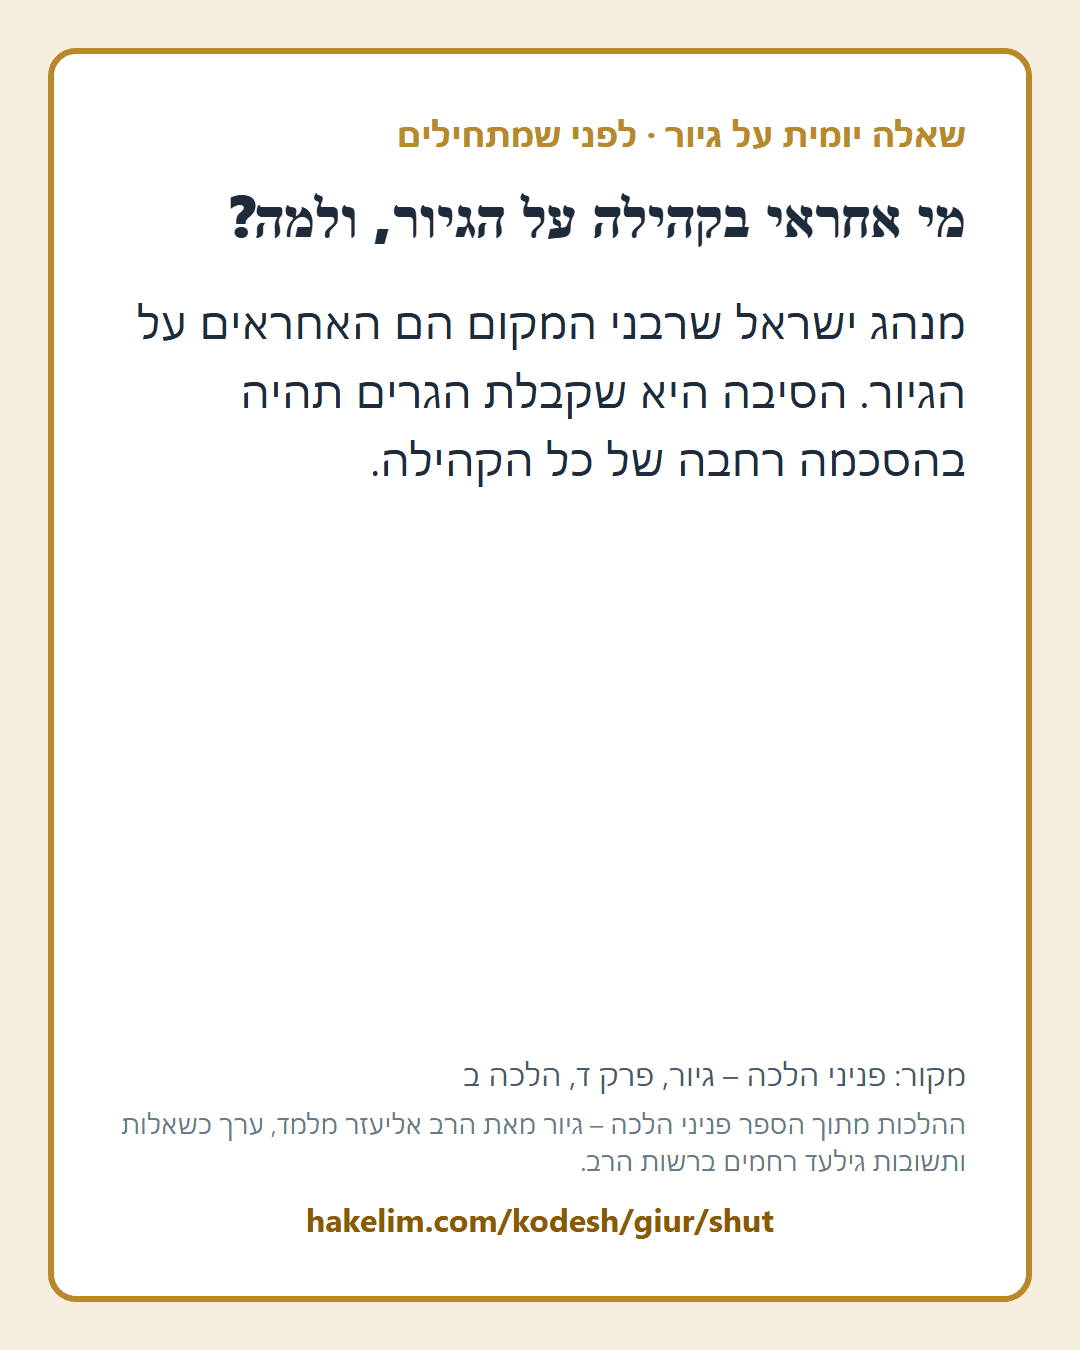 שאלה יומית על גיור · לפני שמתחילים
מי אחראי בקהילה על הגיור, ולמה?
מנהג ישראל שרבני המקום הם האחראים על
הגיור. הסיבה היא שקבלת הגרים תהיה
בהסכמה רחבה של כל הקהילה.
מקור: פניני הלכה – גיור, פרק ד, הלכה ב
ההלכות מתוך הספר פניני הלכה – גיור מאת הרב אליעזר מלמד, ערך כשאלות
ותשובות גילעד רחמים ברשות הרב.
hakelim.com/kodesh/giur/shut